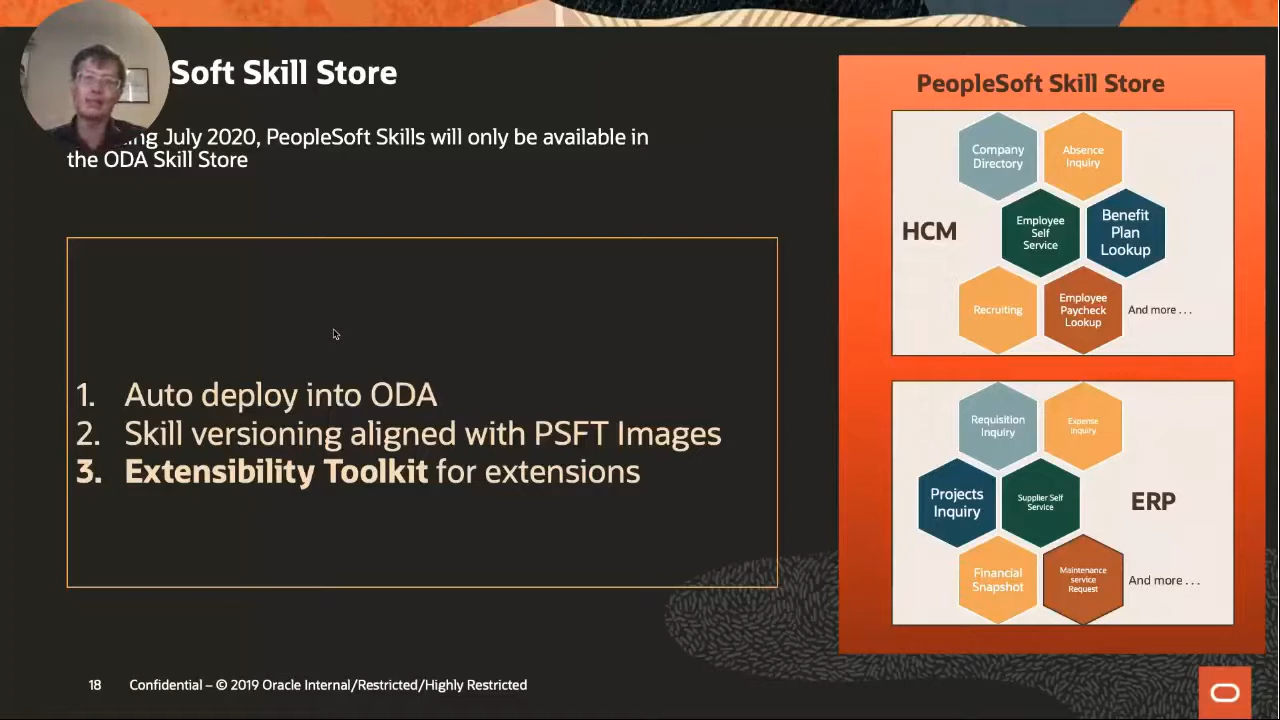 Soft Skill Store
ing July 2020, PeopleSoft Skills will only be available in
the ODA Skill Store
1. Auto deploy into ODA
2. Skill versioning aligned with PSFT Images
3. Extensibility Toolkit for extensions
PeopleSoft Skill Store
Company
Directory
Absence
Inquiry
HCM
Employee
Self
Service
Benefit
Plan
Lookup
Recruiting
Employee
Paycheck
Lookup
And more . . .
Requisition
Inquiry
Expense
Inquiry
Projects
Inquiry
Supplier Self
Service
ERP
Financial
Snapshot
Maintenance
service
Request
And more . . .
18 Confidential – © 2019 Oracle Internal/Restricted/Highly Restricted